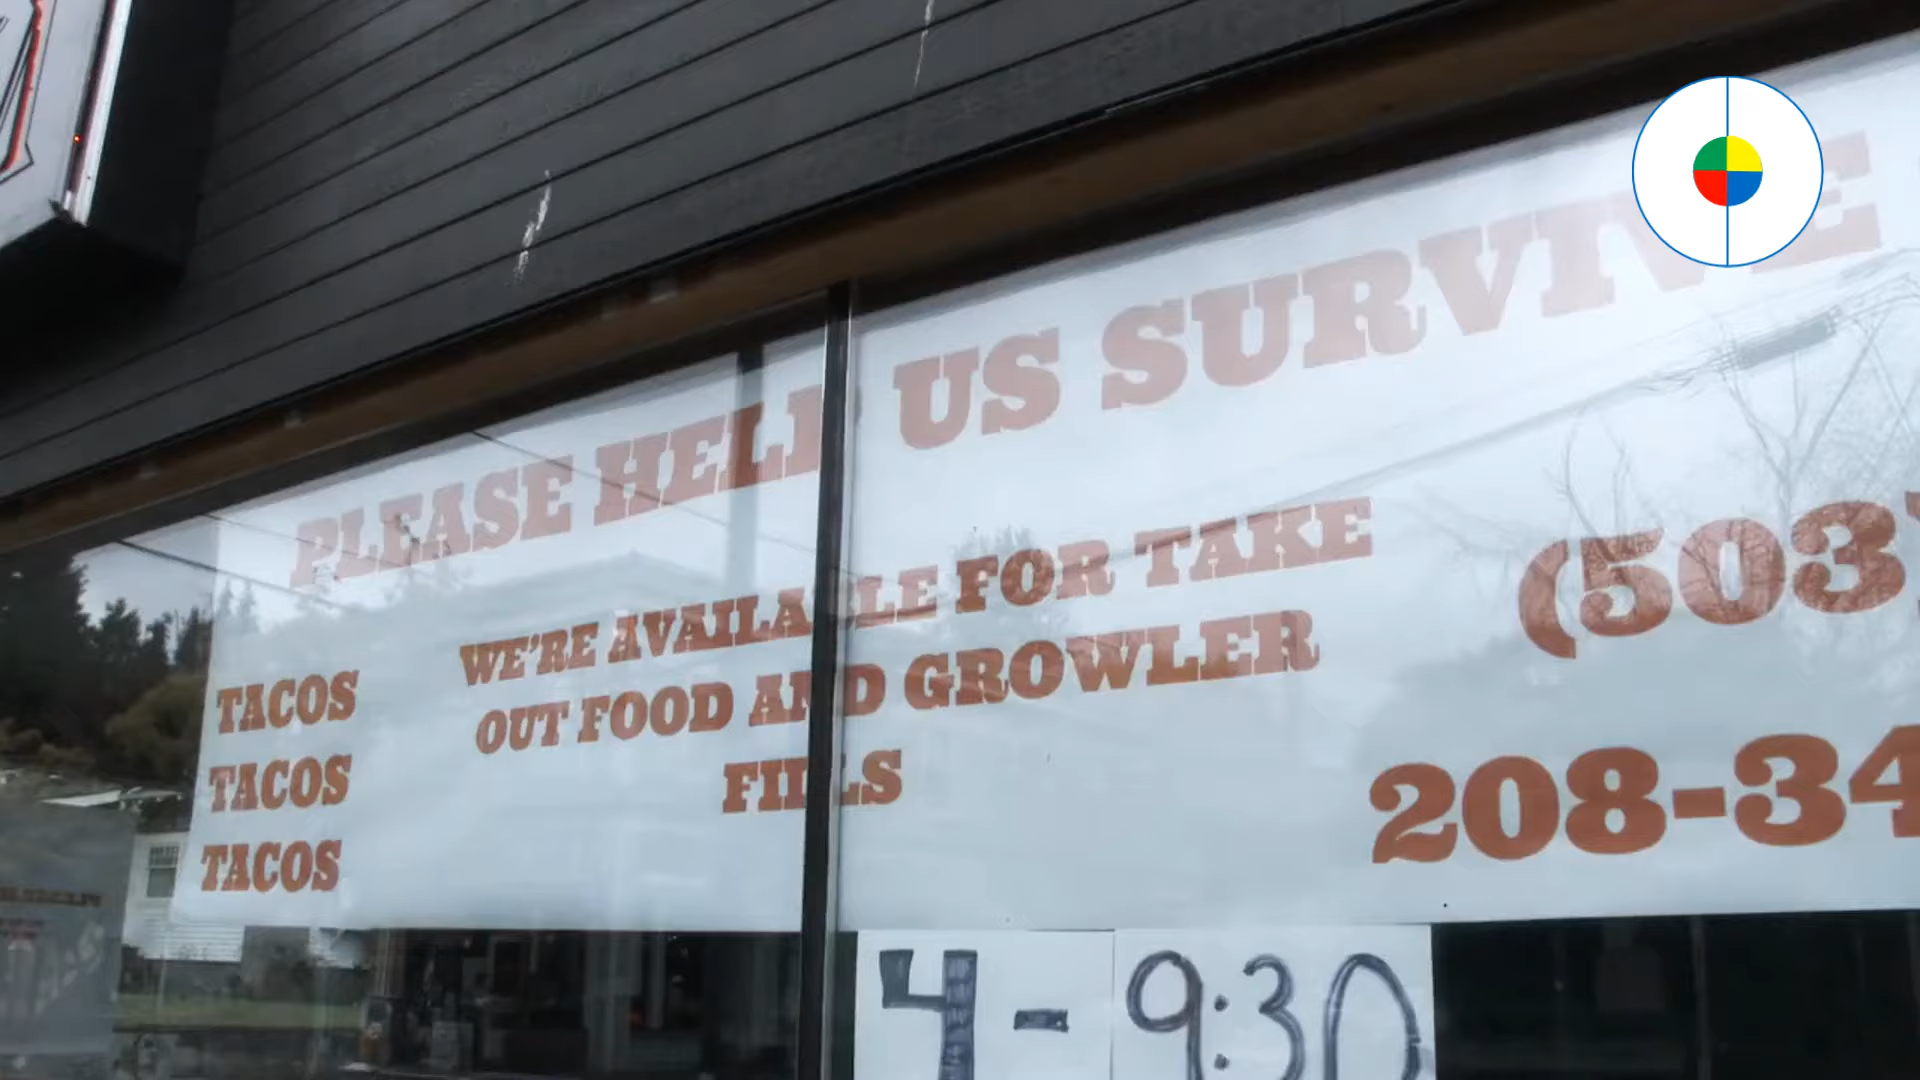 PLEASE HELP US SURVIVE
WE'RE AVAILABLE FOR TAKE
OUT FOOD AND GROWLER
FILLS
TACOS
TACOS
TACOS
(503)
208-34
4-9:30